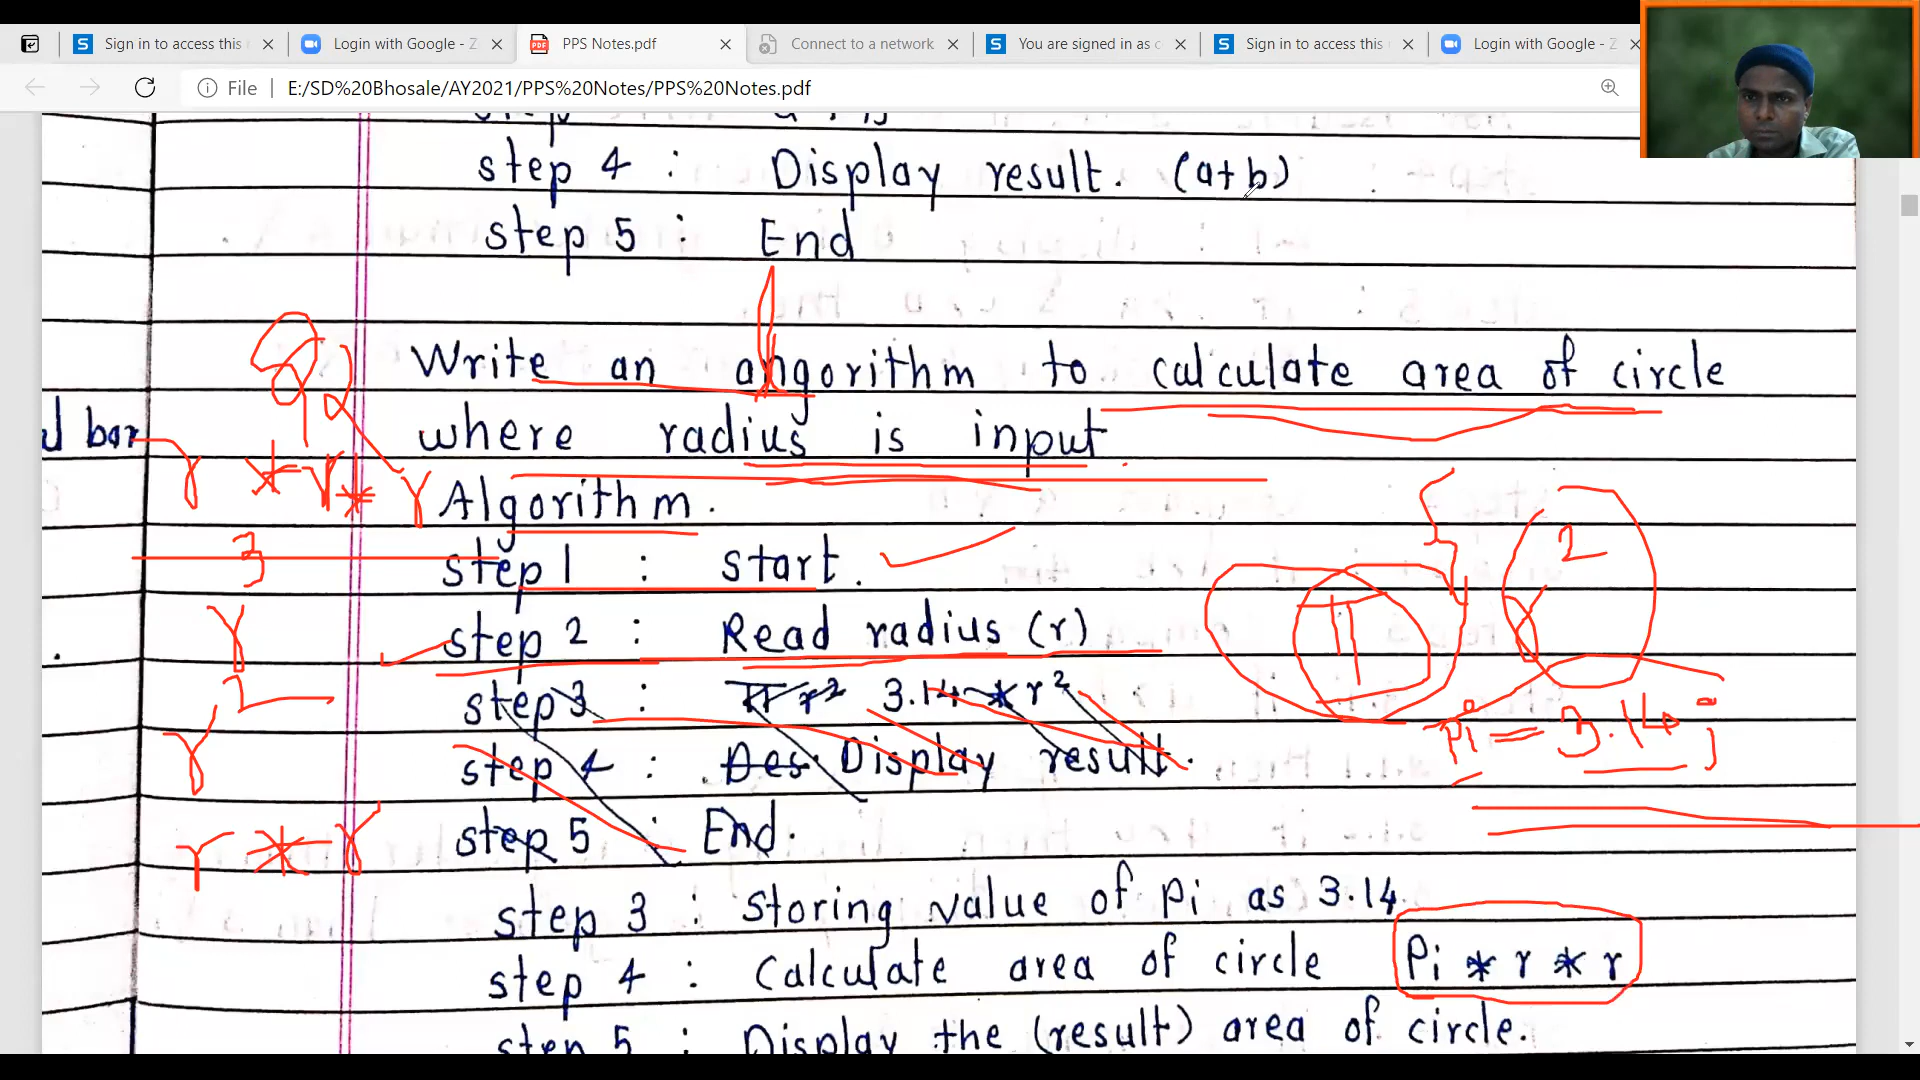 Sign in to access this
Login with Google - Z
PPS Notes.pdf
Connect to a network
You are signed in as c
Sign in to access this
Login with Google - Z
File
E:/SD%20Bhosale/AY2021/PPS%20Notes/PPS%20Notes.pdf
step 4 : Display result. (a+b)
step 5 : End
Write an algorithm to calculate area of circle
where radius is input.
Algorithm.
step 1 : start.
step 2 : Read radius (r)
step 3 : π r² 3.14 * r²
step 4 : Des Display result.
step 5 : End.
step 3 : storing value of Pi as 3.14.
step 4 : calculate area of circle Pi * r * r
step 5 : Display the (result) area of circle.
bar
r * r * r
3
r
2
r
r * r
π
2
r
Pi = 3.14